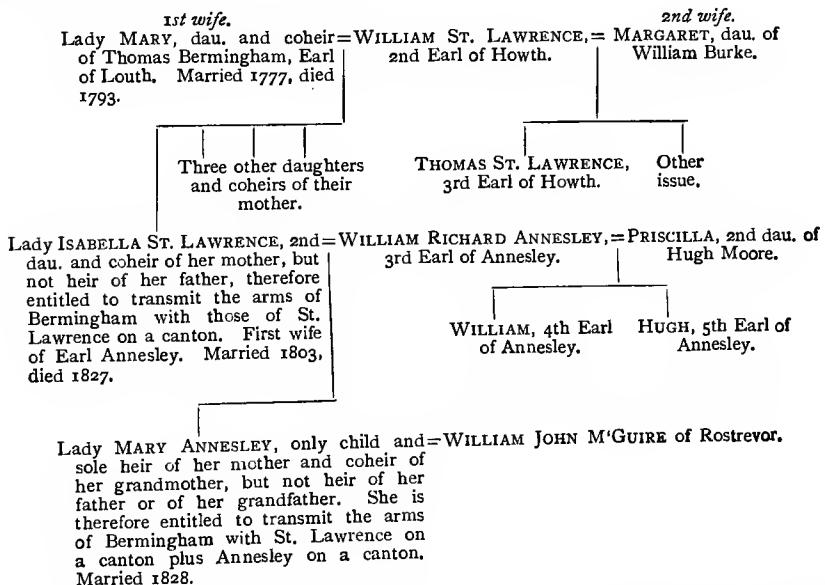 1st wife.
2nd wife.
Lady MARY, dau. and coheir=WILLIAM ST. LAWRENCE,= MARGARET, dau. of
of Thomas Bermingham, Earl
2nd Earl of Howth.
William Burke.
of Louth. Married 1777, died
1793.
Three other daughters
and coheirs of their
mother.
THOMAS ST. LAWRENCE,
3rd Earl of Howth.
Other
issue.
Lady ISABELLA ST. LAWRENCE, 2nd=WILLIAM RICHARD ANNESLEY,=PRISCILLA, 2nd dau. of
dau. and coheir of her mother, but
3rd Earl of Annesley.
Hugh Moore.
not heir of her father, therefore
entitled to transmit the arms of
Bermingham with those of St.
Lawrence on a canton. First wife
of Earl Annesley. Married 1803,
died 1827.
WILLIAM, 4th Earl
of Annesley.
HUGH, 5th Earl of
Annesley.
Lady MARY ANNESLEY, only child and=WILLIAM JOHN M‘GUIRE of Rostrevor.
sole heir of her mother and coheir of
her grandmother, but not heir of her
father or of her grandfather. She is
therefore entitled to transmit the arms
of Bermingham with St. Lawrence on
a canton plus Annesley on a canton.
Married 1828.